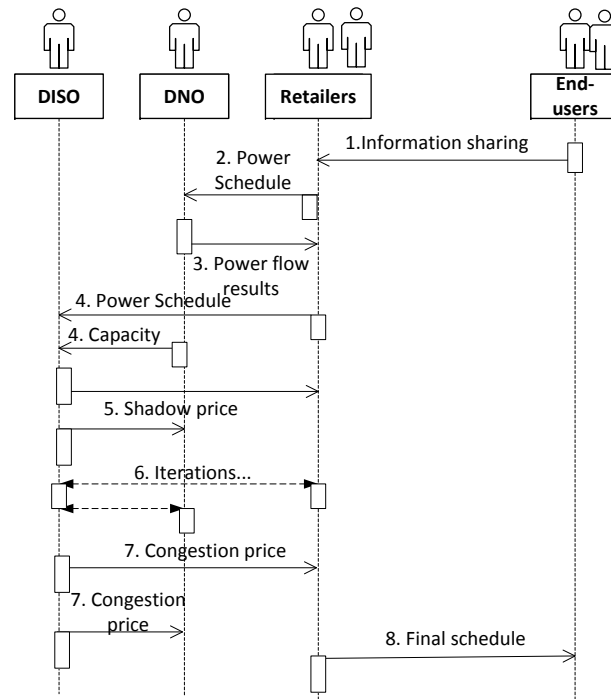 DISO
DNO
Retailers
End-
users
1.Information sharing
2. Power
Schedule
3. Power flow
results
4. Power Schedule
4. Capacity
5. Shadow price
6. Iterations...
7. Congestion price
7. Congestion
price
8. Final schedule